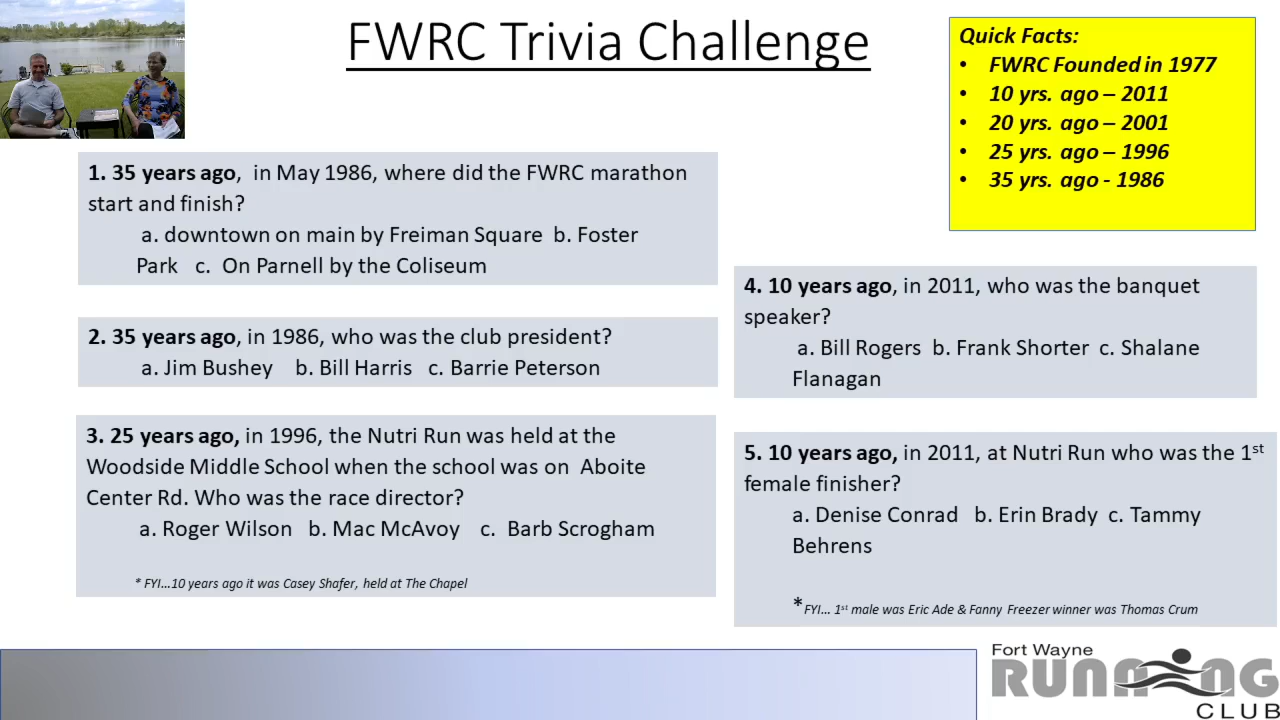 FWRC Trivia Challenge
Quick Facts:
• FWRC Founded in 1977
• 10 yrs. ago – 2011
• 20 yrs. ago – 2001
• 25 yrs. ago – 1996
• 35 yrs. ago - 1986
1. 35 years ago, in May 1986, where did the FWRC marathon
start and finish?
a. downtown on main by Freiman Square b. Foster
Park c. On Parnell by the Coliseum
2. 35 years ago, in 1986, who was the club president?
a. Jim Bushey b. Bill Harris c. Barrie Peterson
3. 25 years ago, in 1996, the Nutri Run was held at the
Woodside Middle School when the school was on Aboite
Center Rd. Who was the race director?
a. Roger Wilson b. Mac McAvoy c. Barb Scrogham
* FYI...10 years ago it was Casey Shafer, held at The Chapel
4. 10 years ago, in 2011, who was the banquet
speaker?
a. Bill Rogers b. Frank Shorter c. Shalane
Flanagan
5. 10 years ago, in 2011, at Nutri Run who was the 1st
female finisher?
a. Denise Conrad b. Erin Brady c. Tammy
Behrens
*FYI... 1st male was Eric Ade & Fanny Freezer winner was Thomas Crum
Fort Wayne
RUNNING
CLUB